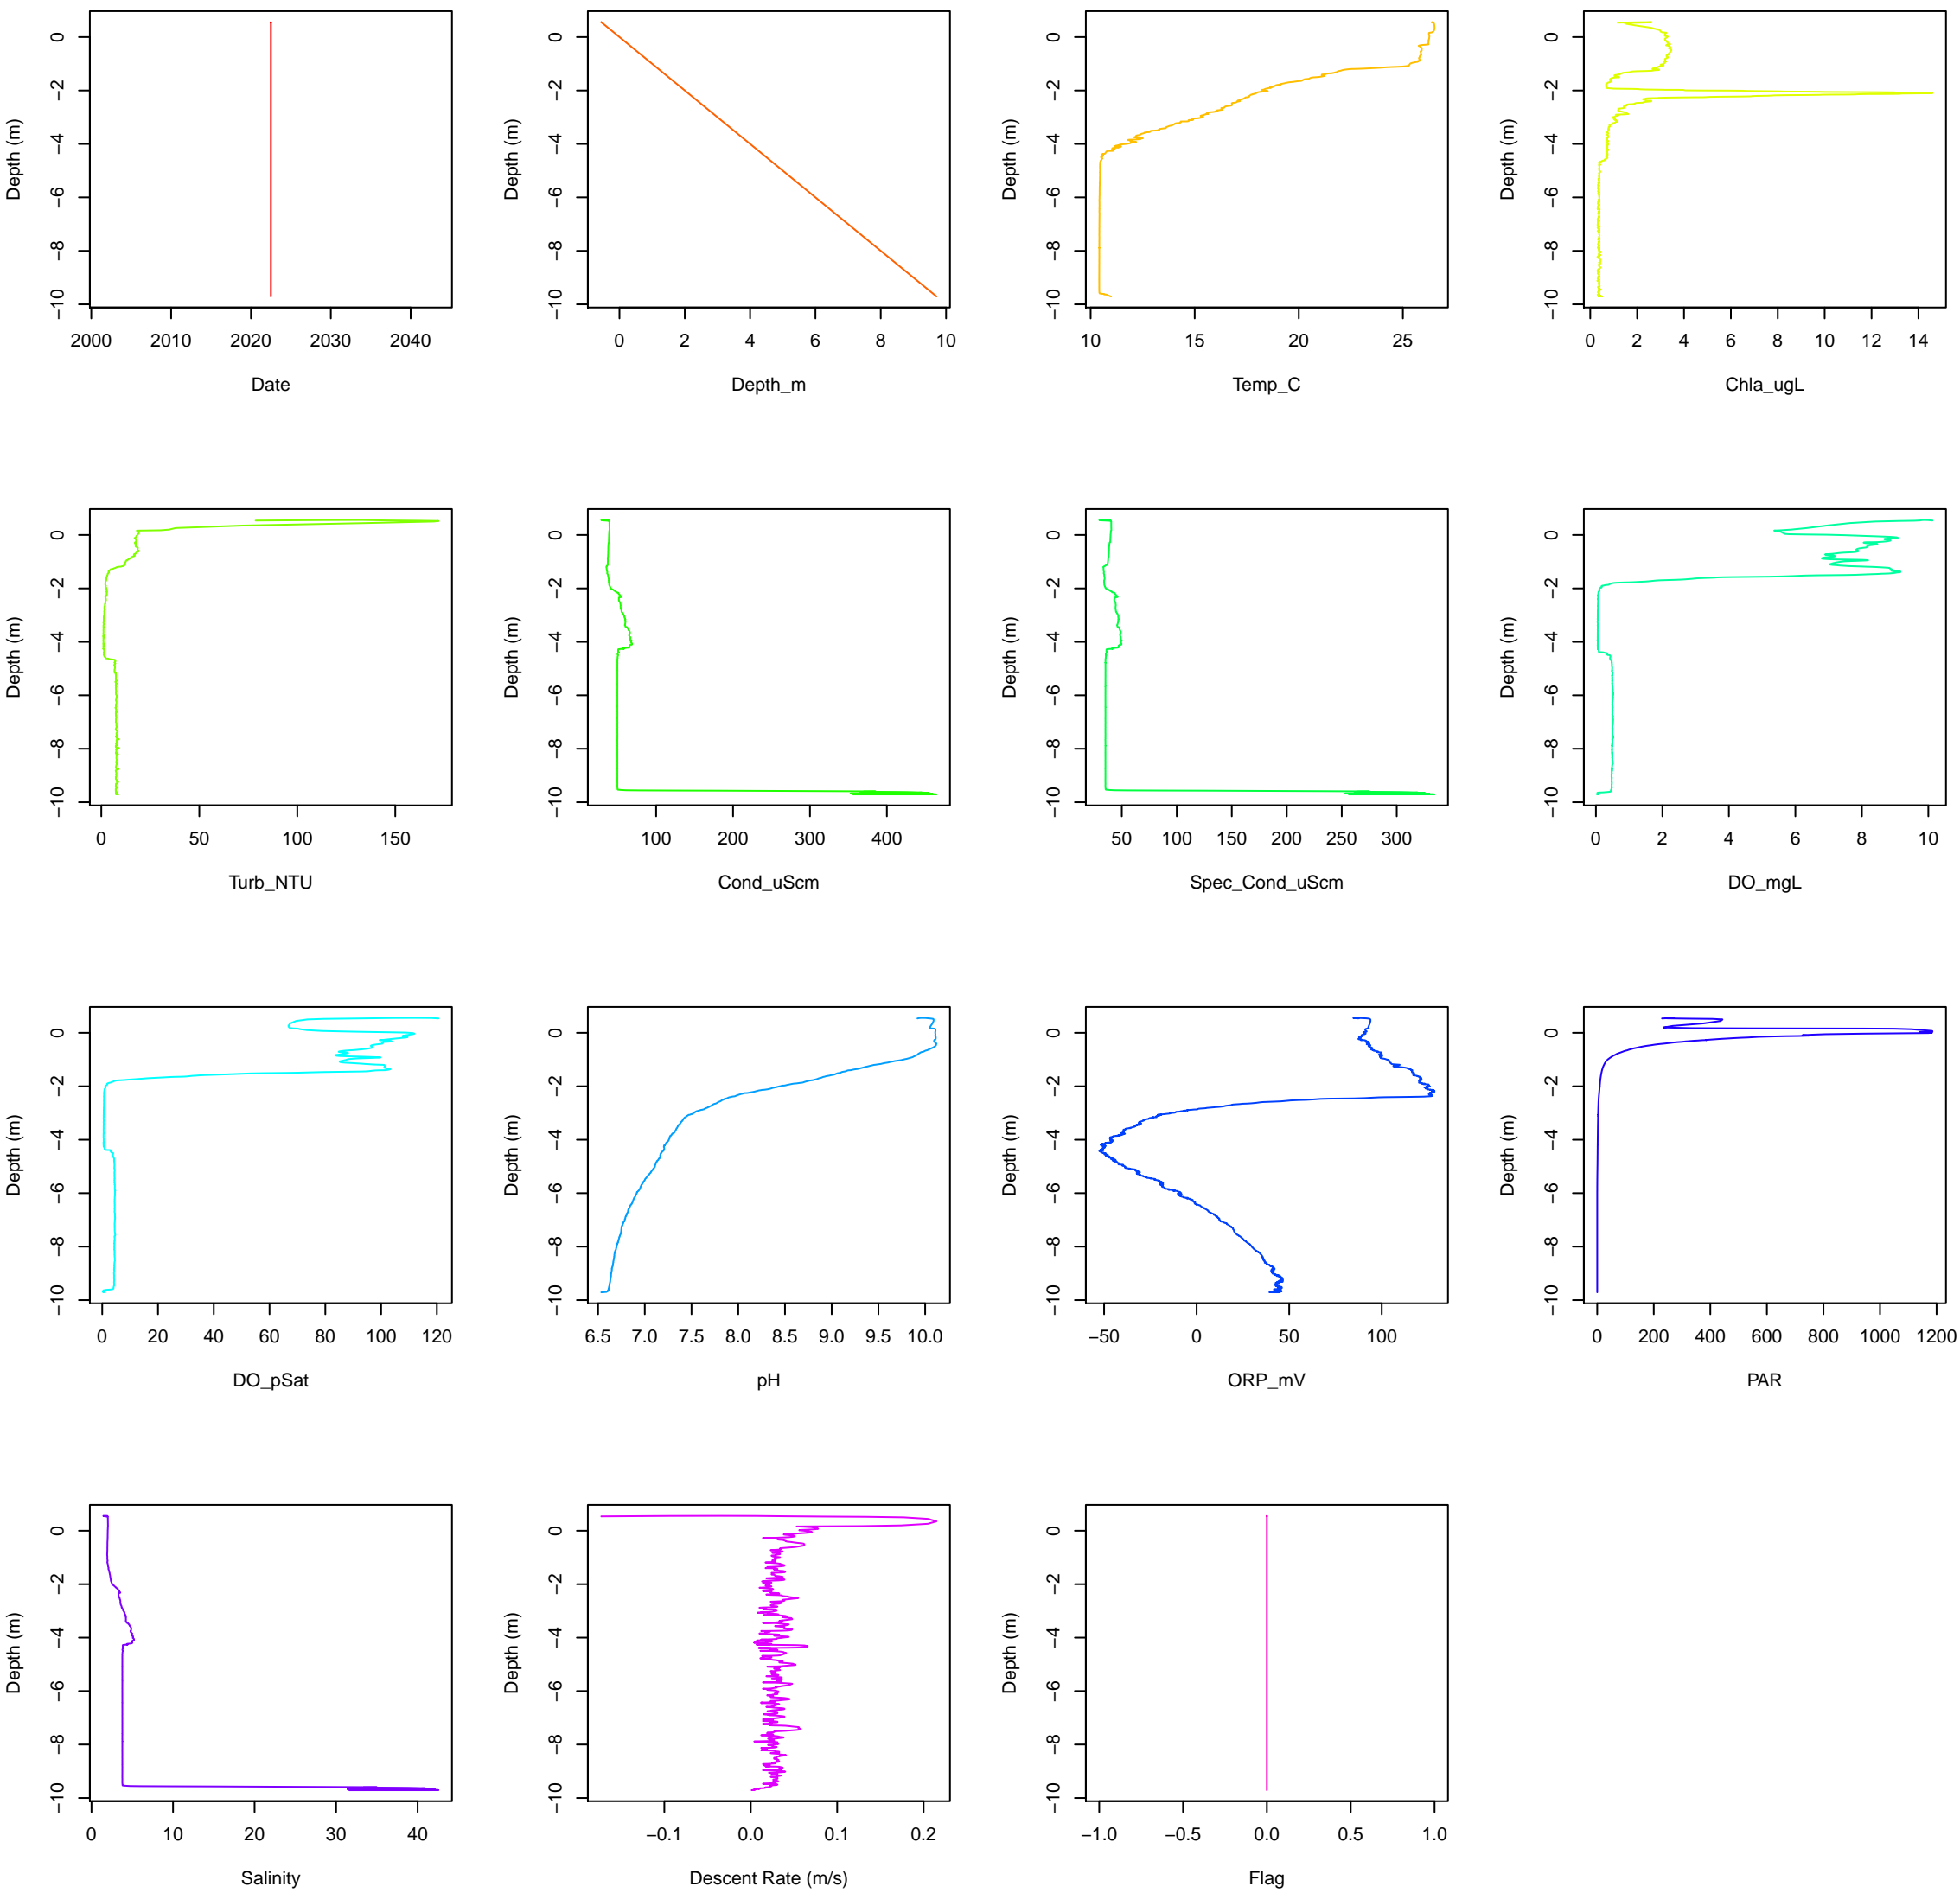 Depth (m)
0
−2
−4
−6
−8
−10
2000 2010 2020 2030 2040
Date
Depth (m)
0
−2
−4
−6
−8
−10
0 2 4 6 8 10
Depth_m
Depth (m)
0
−2
−4
−6
−8
−10
10 15 20 25
Temp_C
Depth (m)
0
−2
−4
−6
−8
−10
0 2 4 6 8 10 12 14
Chla_ugL
Depth (m)
0
−2
−4
−6
−8
−10
0 50 100 150
Turb_NTU
Depth (m)
0
−2
−4
−6
−8
−10
100 200 300 400
Cond_uScm
Depth (m)
0
−2
−4
−6
−8
−10
50 100 150 200 250 300
Spec_Cond_uScm
Depth (m)
0
−2
−4
−6
−8
−10
0 2 4 6 8 10
DO_mgL
Depth (m)
0
−2
−4
−6
−8
−10
0 20 40 60 80 100 120
DO_pSat
Depth (m)
0
−2
−4
−6
−8
−10
6.5 7.0 7.5 8.0 8.5 9.0 9.5 10.0
pH
Depth (m)
0
−2
−4
−6
−8
−10
−50 0 50 100
ORP_mV
Depth (m)
0
−2
−4
−6
−8
−10
0 200 400 600 800 1000 1200
PAR
Depth (m)
0
−2
−4
−6
−8
−10
0 10 20 30 40
Salinity
Depth (m)
0
−2
−4
−6
−8
−10
−0.1 0.0 0.1 0.2
Descent Rate (m/s)
Depth (m)
0
−2
−4
−6
−8
−10
−1.0 −0.5 0.0 0.5 1.0
Flag